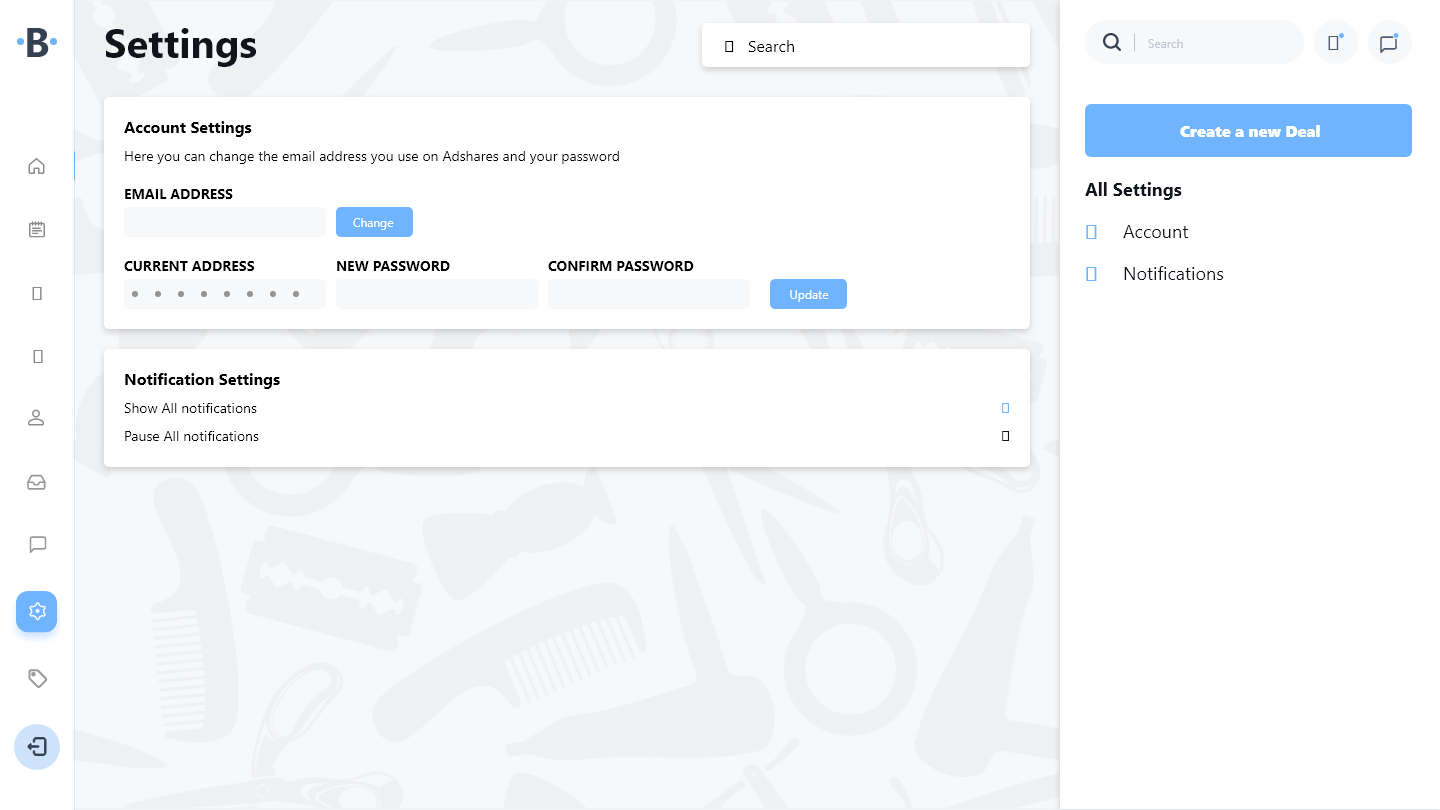 B
Settings
Search
Search
Create a new Deal
Account Settings
Here you can change the email address you use on Adshares and your password
EMAIL ADDRESS
Change
CURRENT ADDRESS NEW PASSWORD CONFIRM PASSWORD
Update
Notification Settings
Show All notifications
Pause All notifications
All Settings
Account
Notifications